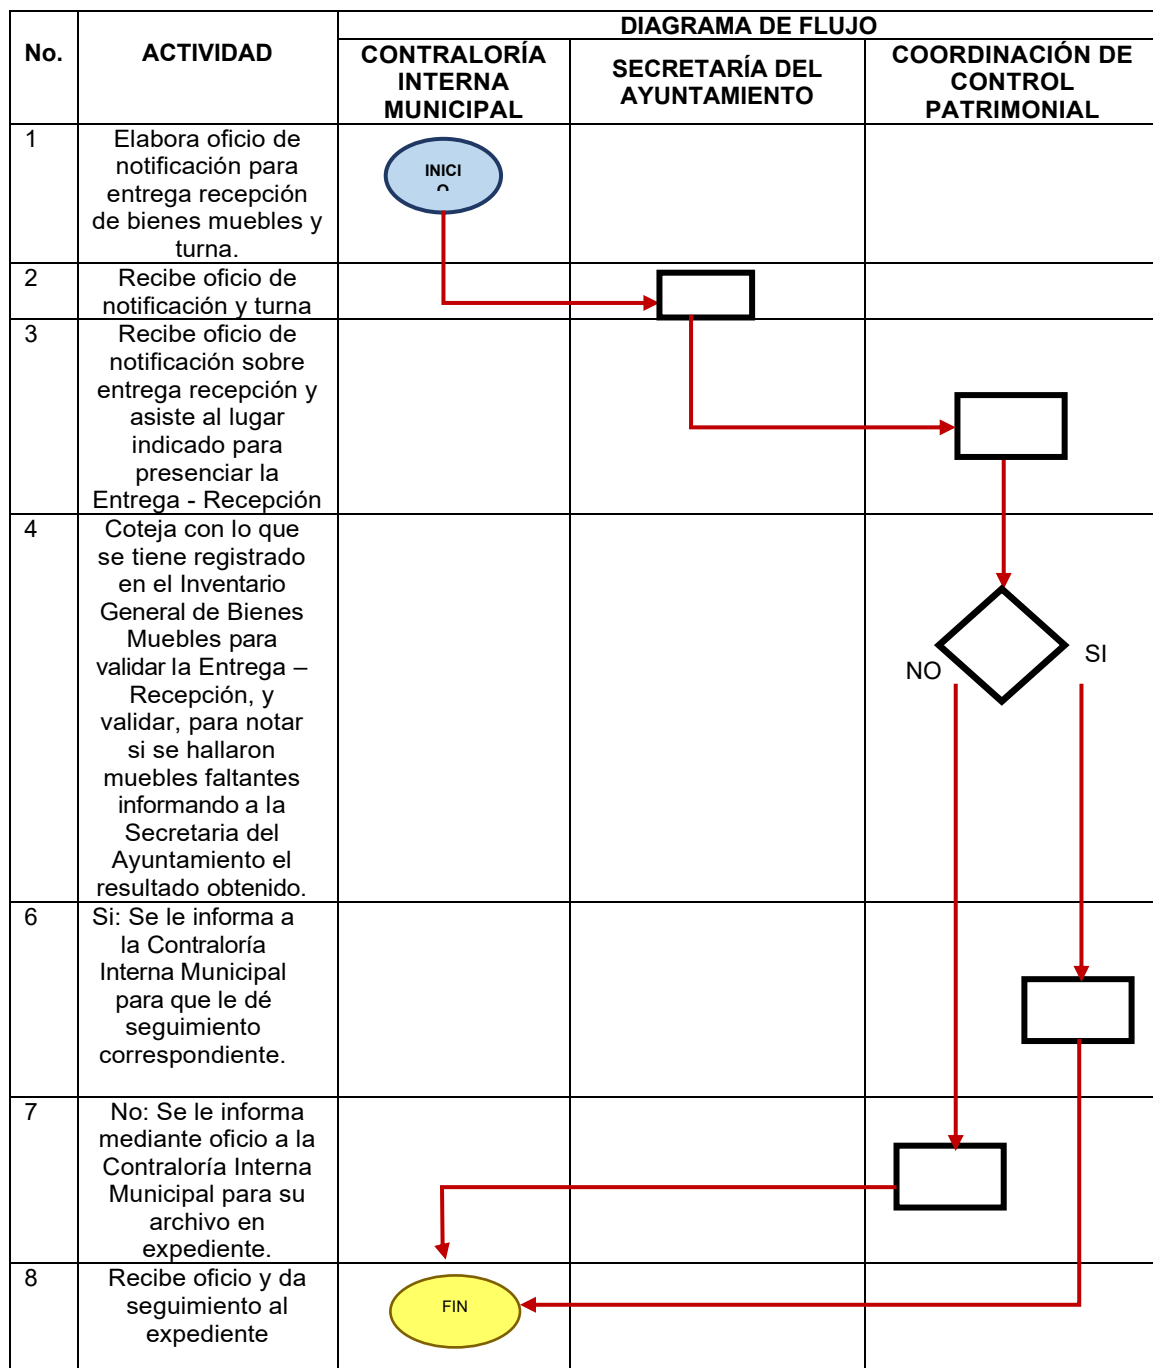 No.
ACTIVIDAD
DIAGRAMA DE FLUJO
CONTRALORÍA
INTERNA
MUNICIPAL
SECRETARÍA DEL
AYUNTAMIENTO
COORDINACIÓN DE
CONTROL
PATRIMONIAL
1
Elabora oficio de
notificación para
entrega recepción
de bienes muebles y
turna.
INICI
O
2
Recibe oficio de
notificación y turna
3
Recibe oficio de
notificación sobre
entrega recepción y
asiste al lugar
indicado para
presenciar la
Entrega - Recepción
4
Coteja con lo que
se tiene registrado
en el Inventario
General de Bienes
Muebles para
validar la Entrega –
Recepción, y
validar, para notar
si se hallaron
muebles faltantes
informando a la
Secretaria del
Ayuntamiento el
resultado obtenido.
NO
SI
6
Si: Se le informa a
la Contraloría
Interna Municipal
para que le dé
seguimiento
correspondiente.
7
No: Se le informa
mediante oficio a la
Contraloría Interna
Municipal para su
archivo en
expediente.
8
Recibe oficio y da
seguimiento al
expediente
FIN